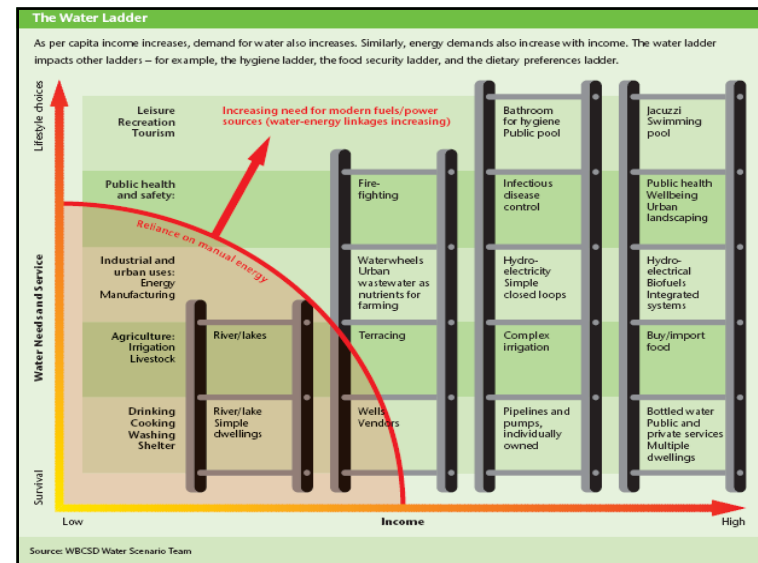 The Water Ladder
As per capita income increases, demand for water also increases. Similarly, energy demands also increase with income. The water ladder
impacts other ladders – for example, the hygiene ladder, the food security ladder, and the dietary preferences ladder.
Lifestyle choices
Water Needs and Service
Survival
Leisure
Recreation
Tourism
Increasing need for modern fuels/power
sources (water-energy linkages increasing)
Bathroom
for hygiene
Public pool
Jacuzzi
Swimming
pool
Public health
and safety:
Reliance on manual energy
Fire-
fighting
Infectious
disease
control
Public health
Wellbeing
Urban
landscaping
Industrial and
urban uses:
Energy
Manufacturing
Waterwheels
Urban
wastewater as
nutrients for
farming
Hydro-
electricity
Simple
closed loops
Hydro-
electrical
Biofuels
Integrated
systems
Agriculture:
Irrigation
Livestock
River/lakes
Terracing
Complex
irrigation
Buy/import
food
Drinking
Cooking
Washing
Shelter
River/lake
Simple
dwellings
Wells
Vendors
Pipelines and
pumps,
individually
owned
Bottled water
Public and
private services
Multiple
dwellings
Low
Income
High
Source: WBCSD Water Scenario Team